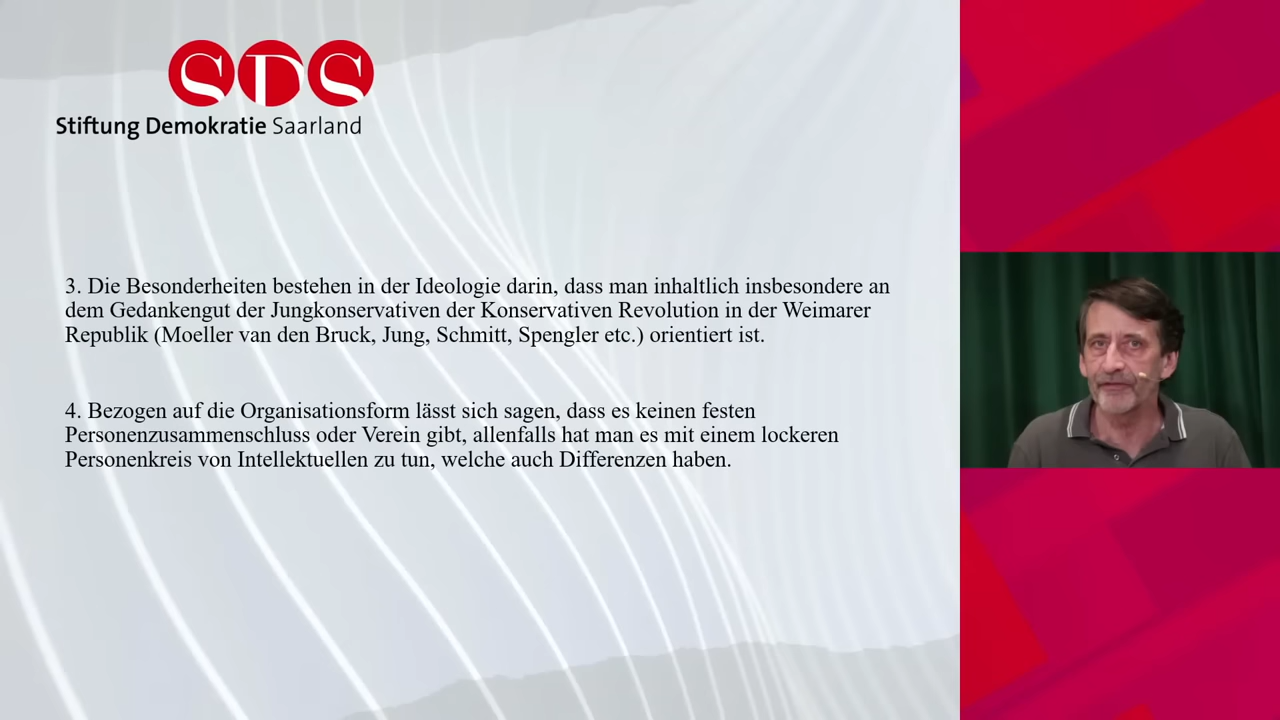 SDS
Stiftung Demokratie Saarland
3. Die Besonderheiten bestehen in der Ideologie darin, dass man inhaltlich insbesondere an
dem Gedankengut der Jungkonservativen der Konservativen Revolution in der Weimarer
Republik (Moeller van den Bruck, Jung, Schmitt, Spengler etc.) orientiert ist.
4. Bezogen auf die Organisationsform lässt sich sagen, dass es keinen festen
Personenzusammenschluss oder Verein gibt, allenfalls hat man es mit einem lockeren
Personenkreis von Intellektuellen zu tun, welche auch Differenzen haben.